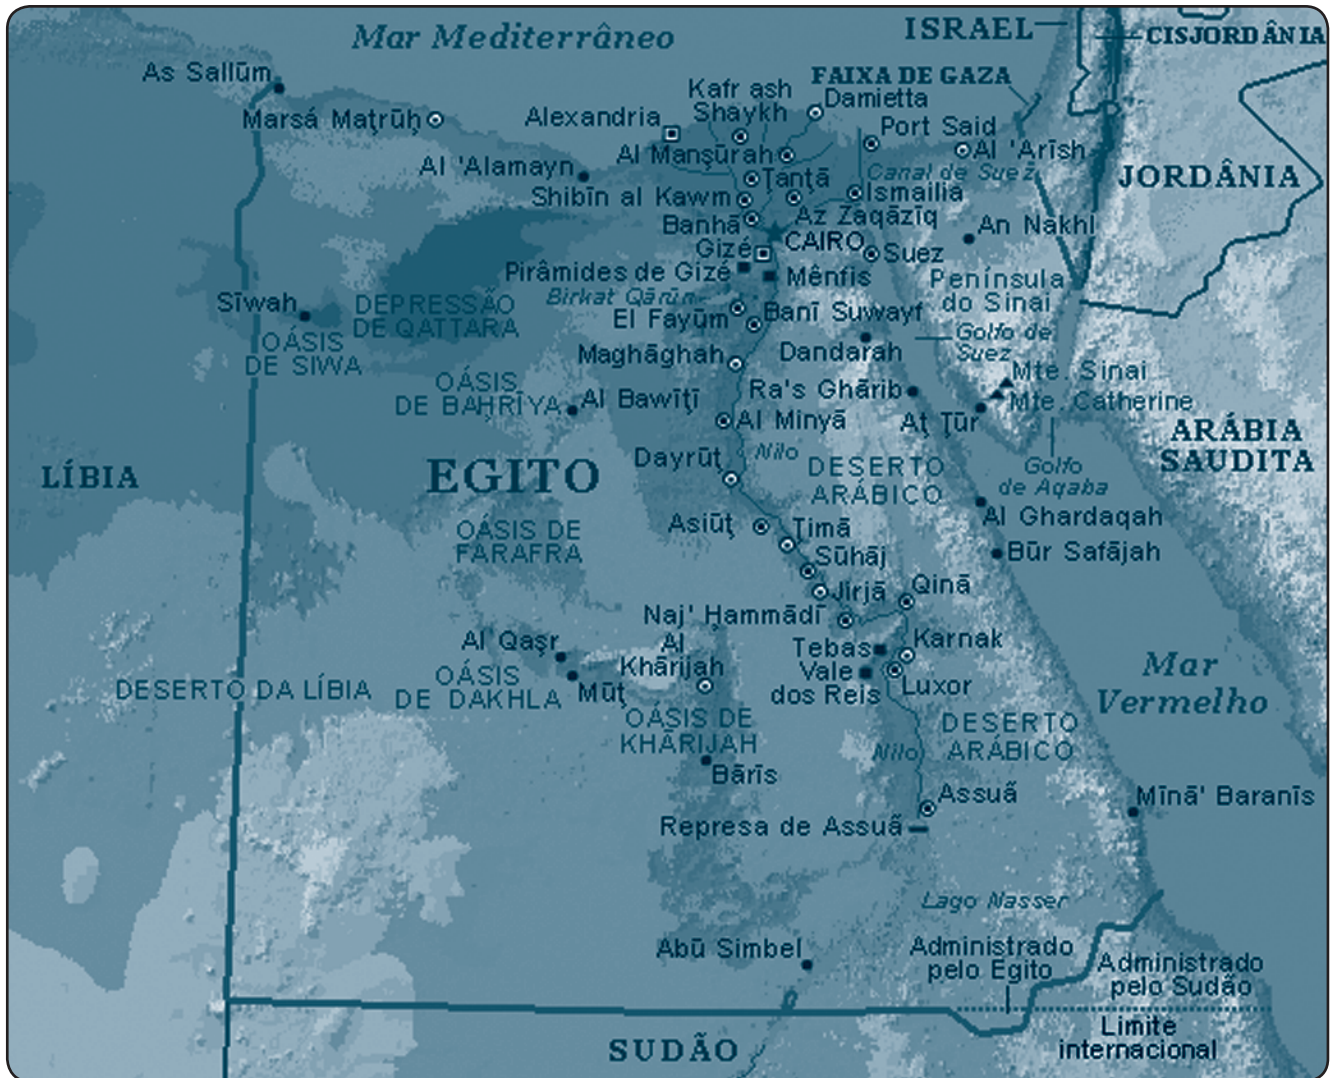 Mar Mediterrâneo
ISRAEL
CISJORDÂNIA
As Sallūm
FAIXA DE GAZA
Kafr ash
Shaykh
Damietta
Marsá Maţrūḩ
Alexandria
Port Said
Al Manşūrah
Al 'Arīsh
Al 'Alamayn
Canal de Suez
Ţanţā
JORDÂNIA
Shibīn al Kawm
Ismailia
Banhā
Az Zaqāzīq
An Nakhl
Gizé
CAIRO
Suez
Pirâmides de Gizé
Mênfis
Península
do Sinai
Birkat Qārūn
Sīwah
DEPRESSÃO
DE QATTARA
El Fayūm
Banī Suwayf
OÁSIS
DE SIWA
Golfo de
Suez
Maghāghah
Dandarah
Mte. Sinai
OÁSIS
DE BAḨRĪYA
Al Bawīţī
Ra's Ghārib
Mte. Catherine
Al Minyā
Aţ Ţūr
ARÁBIA
SAUDITA
LÍBIA
EGITO
Dayrūt
Nilo
DESERTO
ARÁBICO
Golfo
de Aqaba
OÁSIS DE
FARAFRA
Asiūţ
Ţimā
Al Ghardaqah
Sūhāj
Būr Safājah
Jirjā
Qinā
Naj' Ḩammādī
Al Qaşr
Al
Khārijah
Tebas
Karnak
Vale
dos Reis
Luxor
Mar
Vermelho
DESERTO DA LÍBIA
OÁSIS
DE DAKHLA
Mūţ
OÁSIS DE
KHĀRIJAH
DESERTO
ARÁBICO
Nilo
Bārīs
Assuã
Mīnā' Baranīs
Represa de Assuã
Lago Nasser
Abū Simbel
Administrado
pelo Egito
Administrado
pelo Sudão
SUDÃO
Limite
internacional